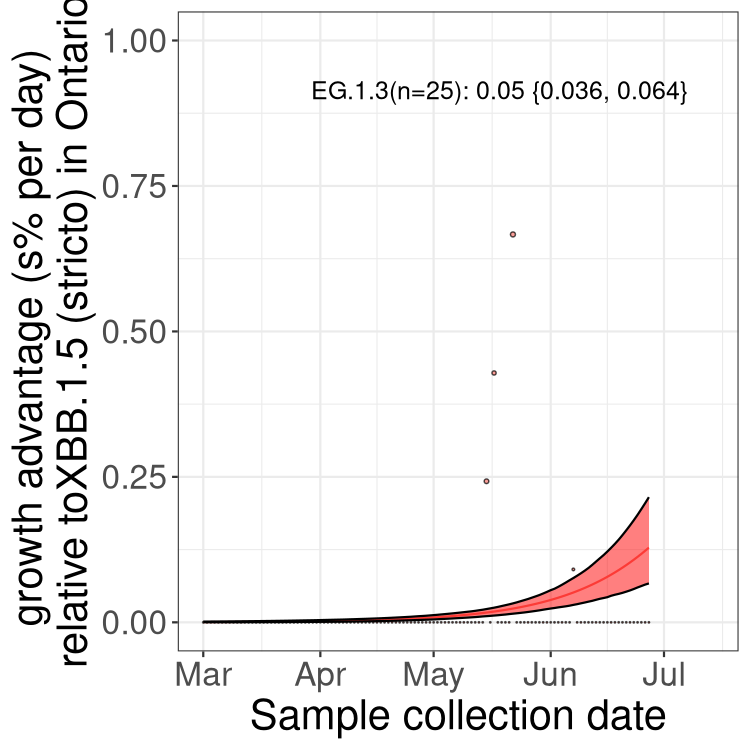 growth advantage (s% per day)
relative toXBB.1.5 (stricto) in Ontario
1.00
0.75
0.50
0.25
0.00
EG.1.3(n=25): 0.05 {0.036, 0.064}
Mar Apr May Jun Jul
Sample collection date